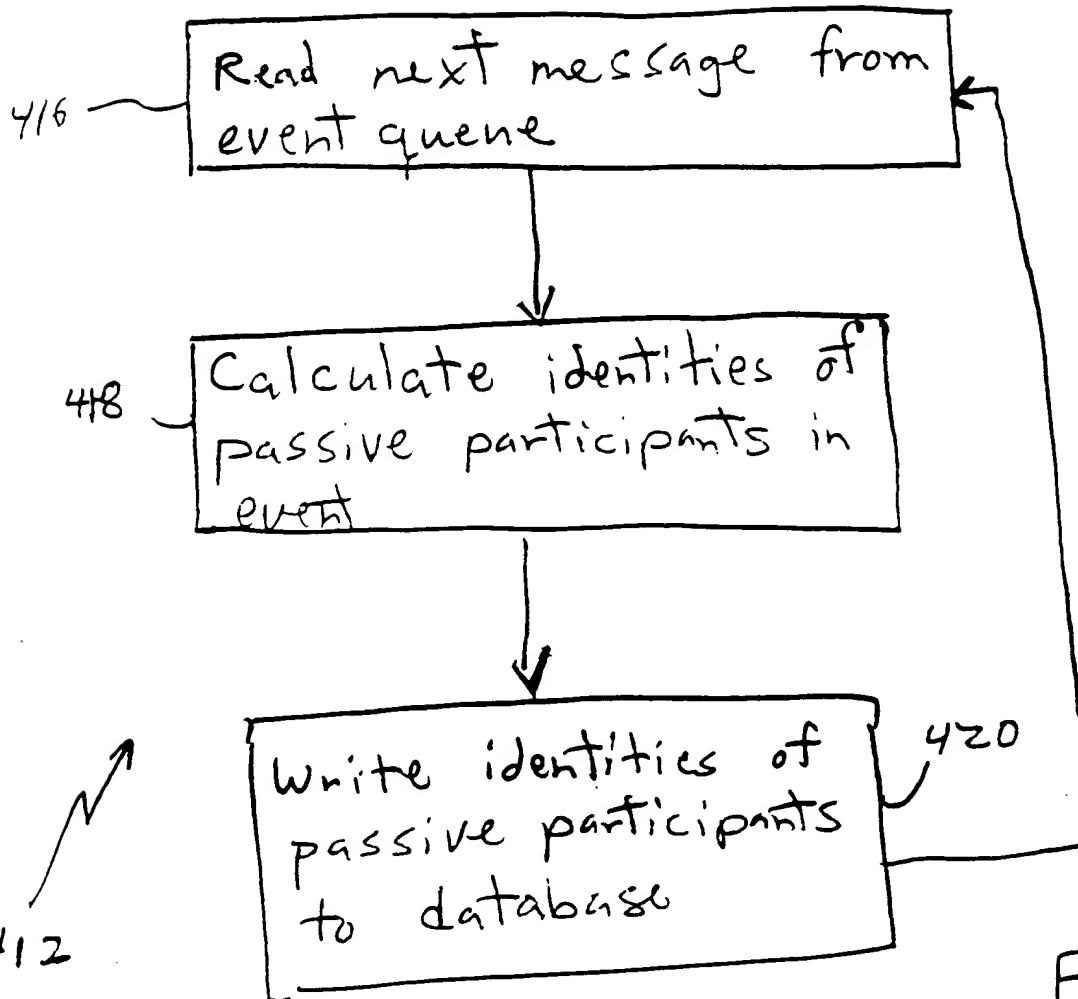 Read next message from
event quene
416
Calculate identities of
passive participants in
event
418
Write identities of
passive participants
to database
420
412